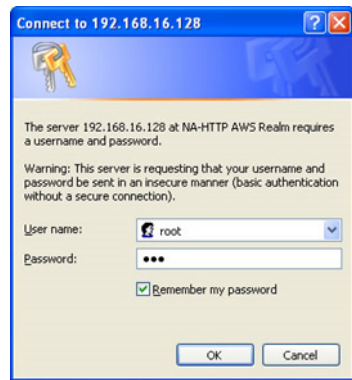 Connect to 192.168.16.128
The server 192.168.16.128 at NA-HTTP AWS Realm requires
a username and password.
Warning: This server is requesting that your username and
password be sent in an insecure manner (basic authentication
without a secure connection).
User name:
root
Password:
•••
Remember my password
OK
Cancel